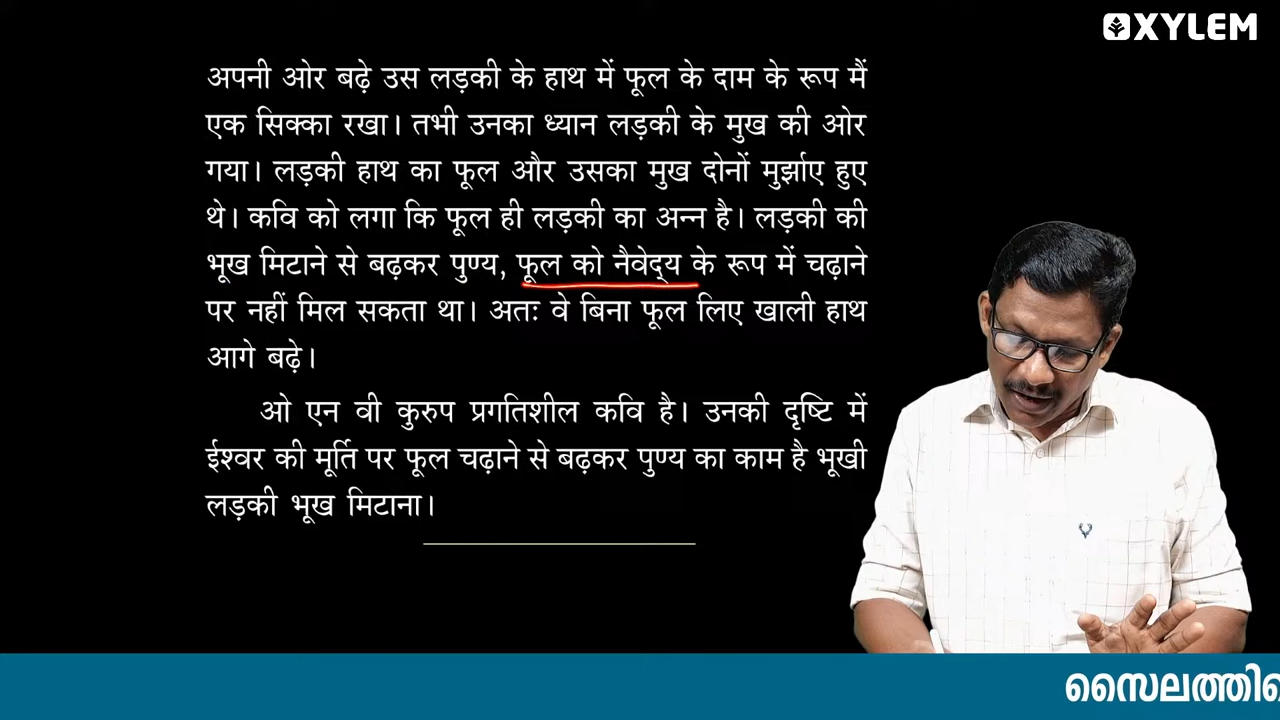 XYLEM
अपनी ओर बढ़े उस लड़की के हाथ में फूल के दाम के रूप मैं
एक सिक्का रखा। तभी उनका ध्यान लड़की के मुख की ओर
गया। लड़की हाथ का फूल और उसका मुख दोनों मुर्झाए हुए
थे। कवि को लगा कि फूल ही लड़की का अन्न है। लड़की की
भूख मिटाने से बढ़कर पुण्य, फूल को नैवेद्‌य के रूप में चढ़ाने
पर नहीं मिल सकता था। अतः वे बिना फूल लिए खाली हाथ
आगे बढ़े।
ओ एन वी कुरुप प्रगतिशील कवि है। उनकी दृष्टि में
ईश्वर की मूर्ति पर फूल चढ़ाने से बढ़कर पुण्य का काम है भूखी
लड़की भूख मिटाना।